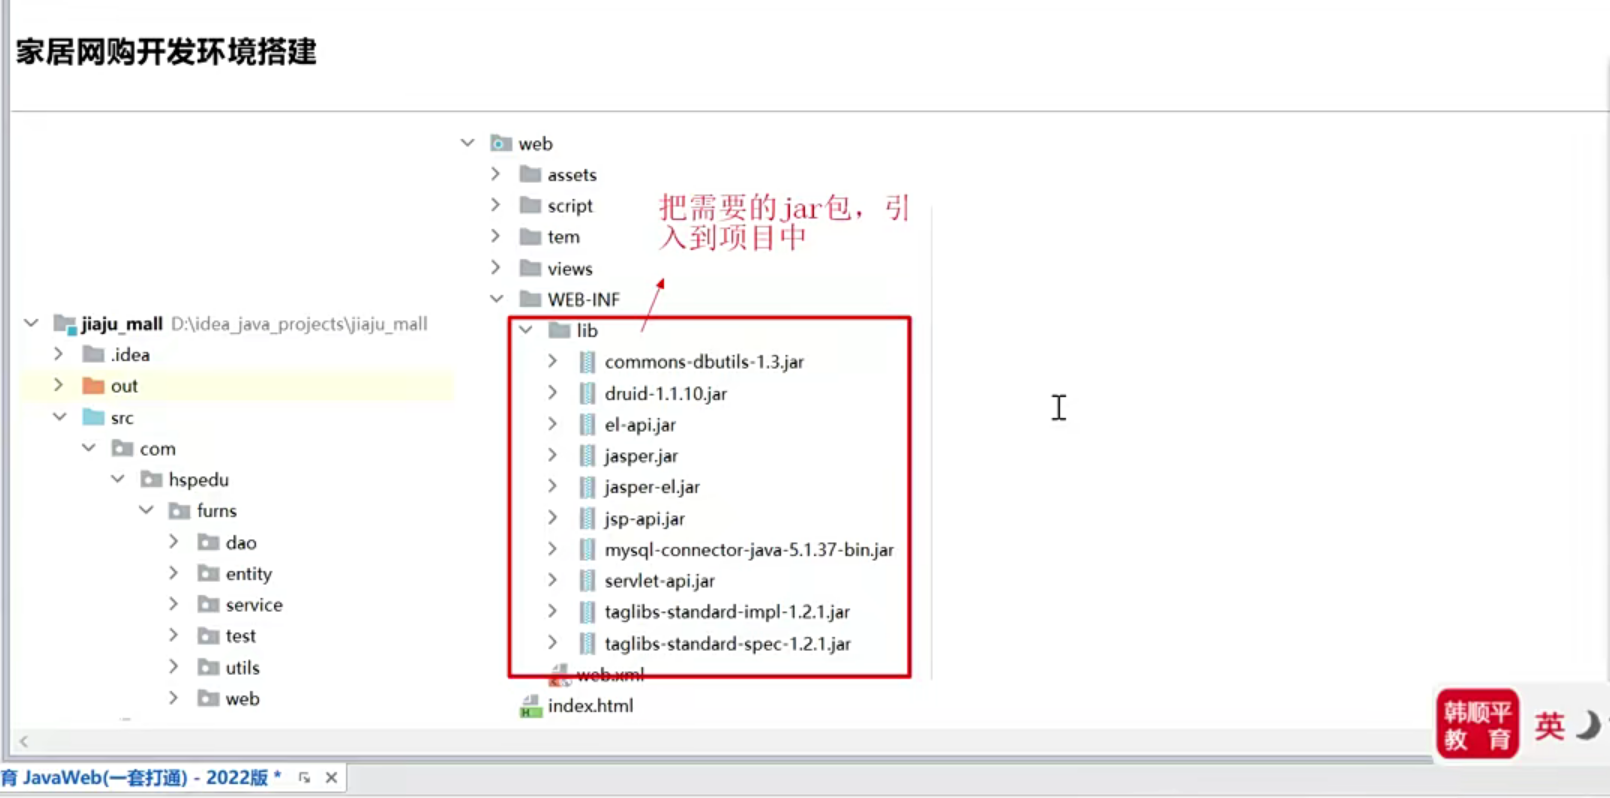 家居网购开发环境搭建
jiaju_mall D:\idea_java_projects\jiaju_mall
.idea
out
src
com
hspedu
furns
dao
entity
service
test
utils
web
web
assets
script
tem
views
WEB-INF
lib
commons-dbutils-1.3.jar
druid-1.1.10.jar
el-api.jar
jasper.jar
jasper-el.jar
jsp-api.jar
mysql-connector-java-5.1.37-bin.jar
servlet-api.jar
taglibs-standard-impl-1.2.1.jar
taglibs-standard-spec-1.2.1.jar
web.xml
index.html
把需要的jar包，引
入到项目中
韩顺平
教 育
英
育 JavaWeb(一套打通) - 2022版 *